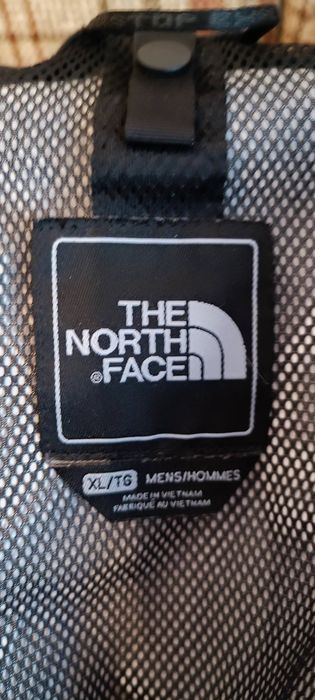 THE
NORTH
®FACE
XL/TG MENS/HOMMES
MADE IN VIETNAM
FABRIQUÉ AU VIETNAM